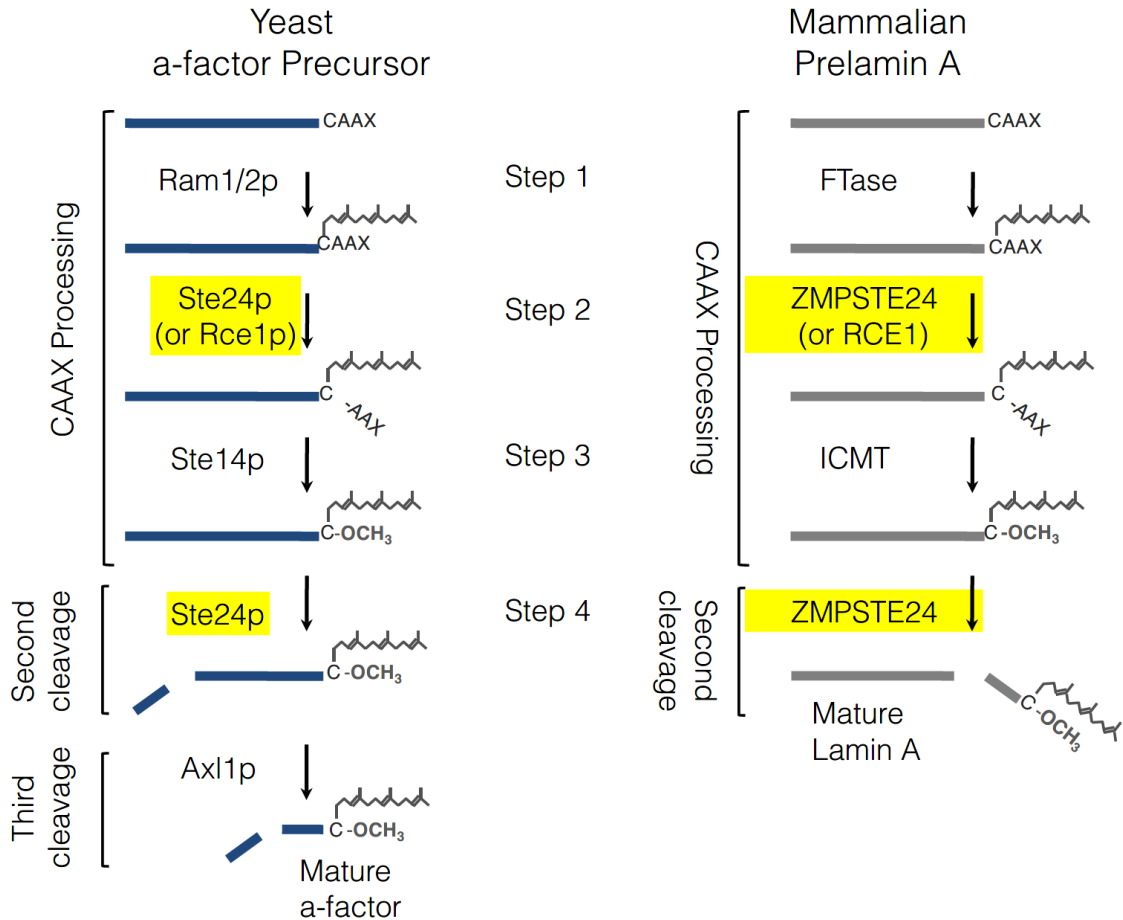 Yeast
a-factor Precursor
CAAX Processing
CAAX
Ram1/2p
CAAX
Ste24p
(or Rce1p)
C
-AAX
Ste14p
C-OCH3
Second
cleavage
Ste24p
C-OCH3
Third
cleavage
Axl1p
C-OCH3
Mature
a-factor
Step 1
Step 2
Step 3
Step 4
Mammalian
Prelamin A
CAAX Processing
CAAX
FTase
CAAX
ZMPSTE24
(or RCE1)
C
-AAX
ICMT
C-OCH3
Second
cleavage
ZMPSTE24
C-OCH3
Mature
Lamin A